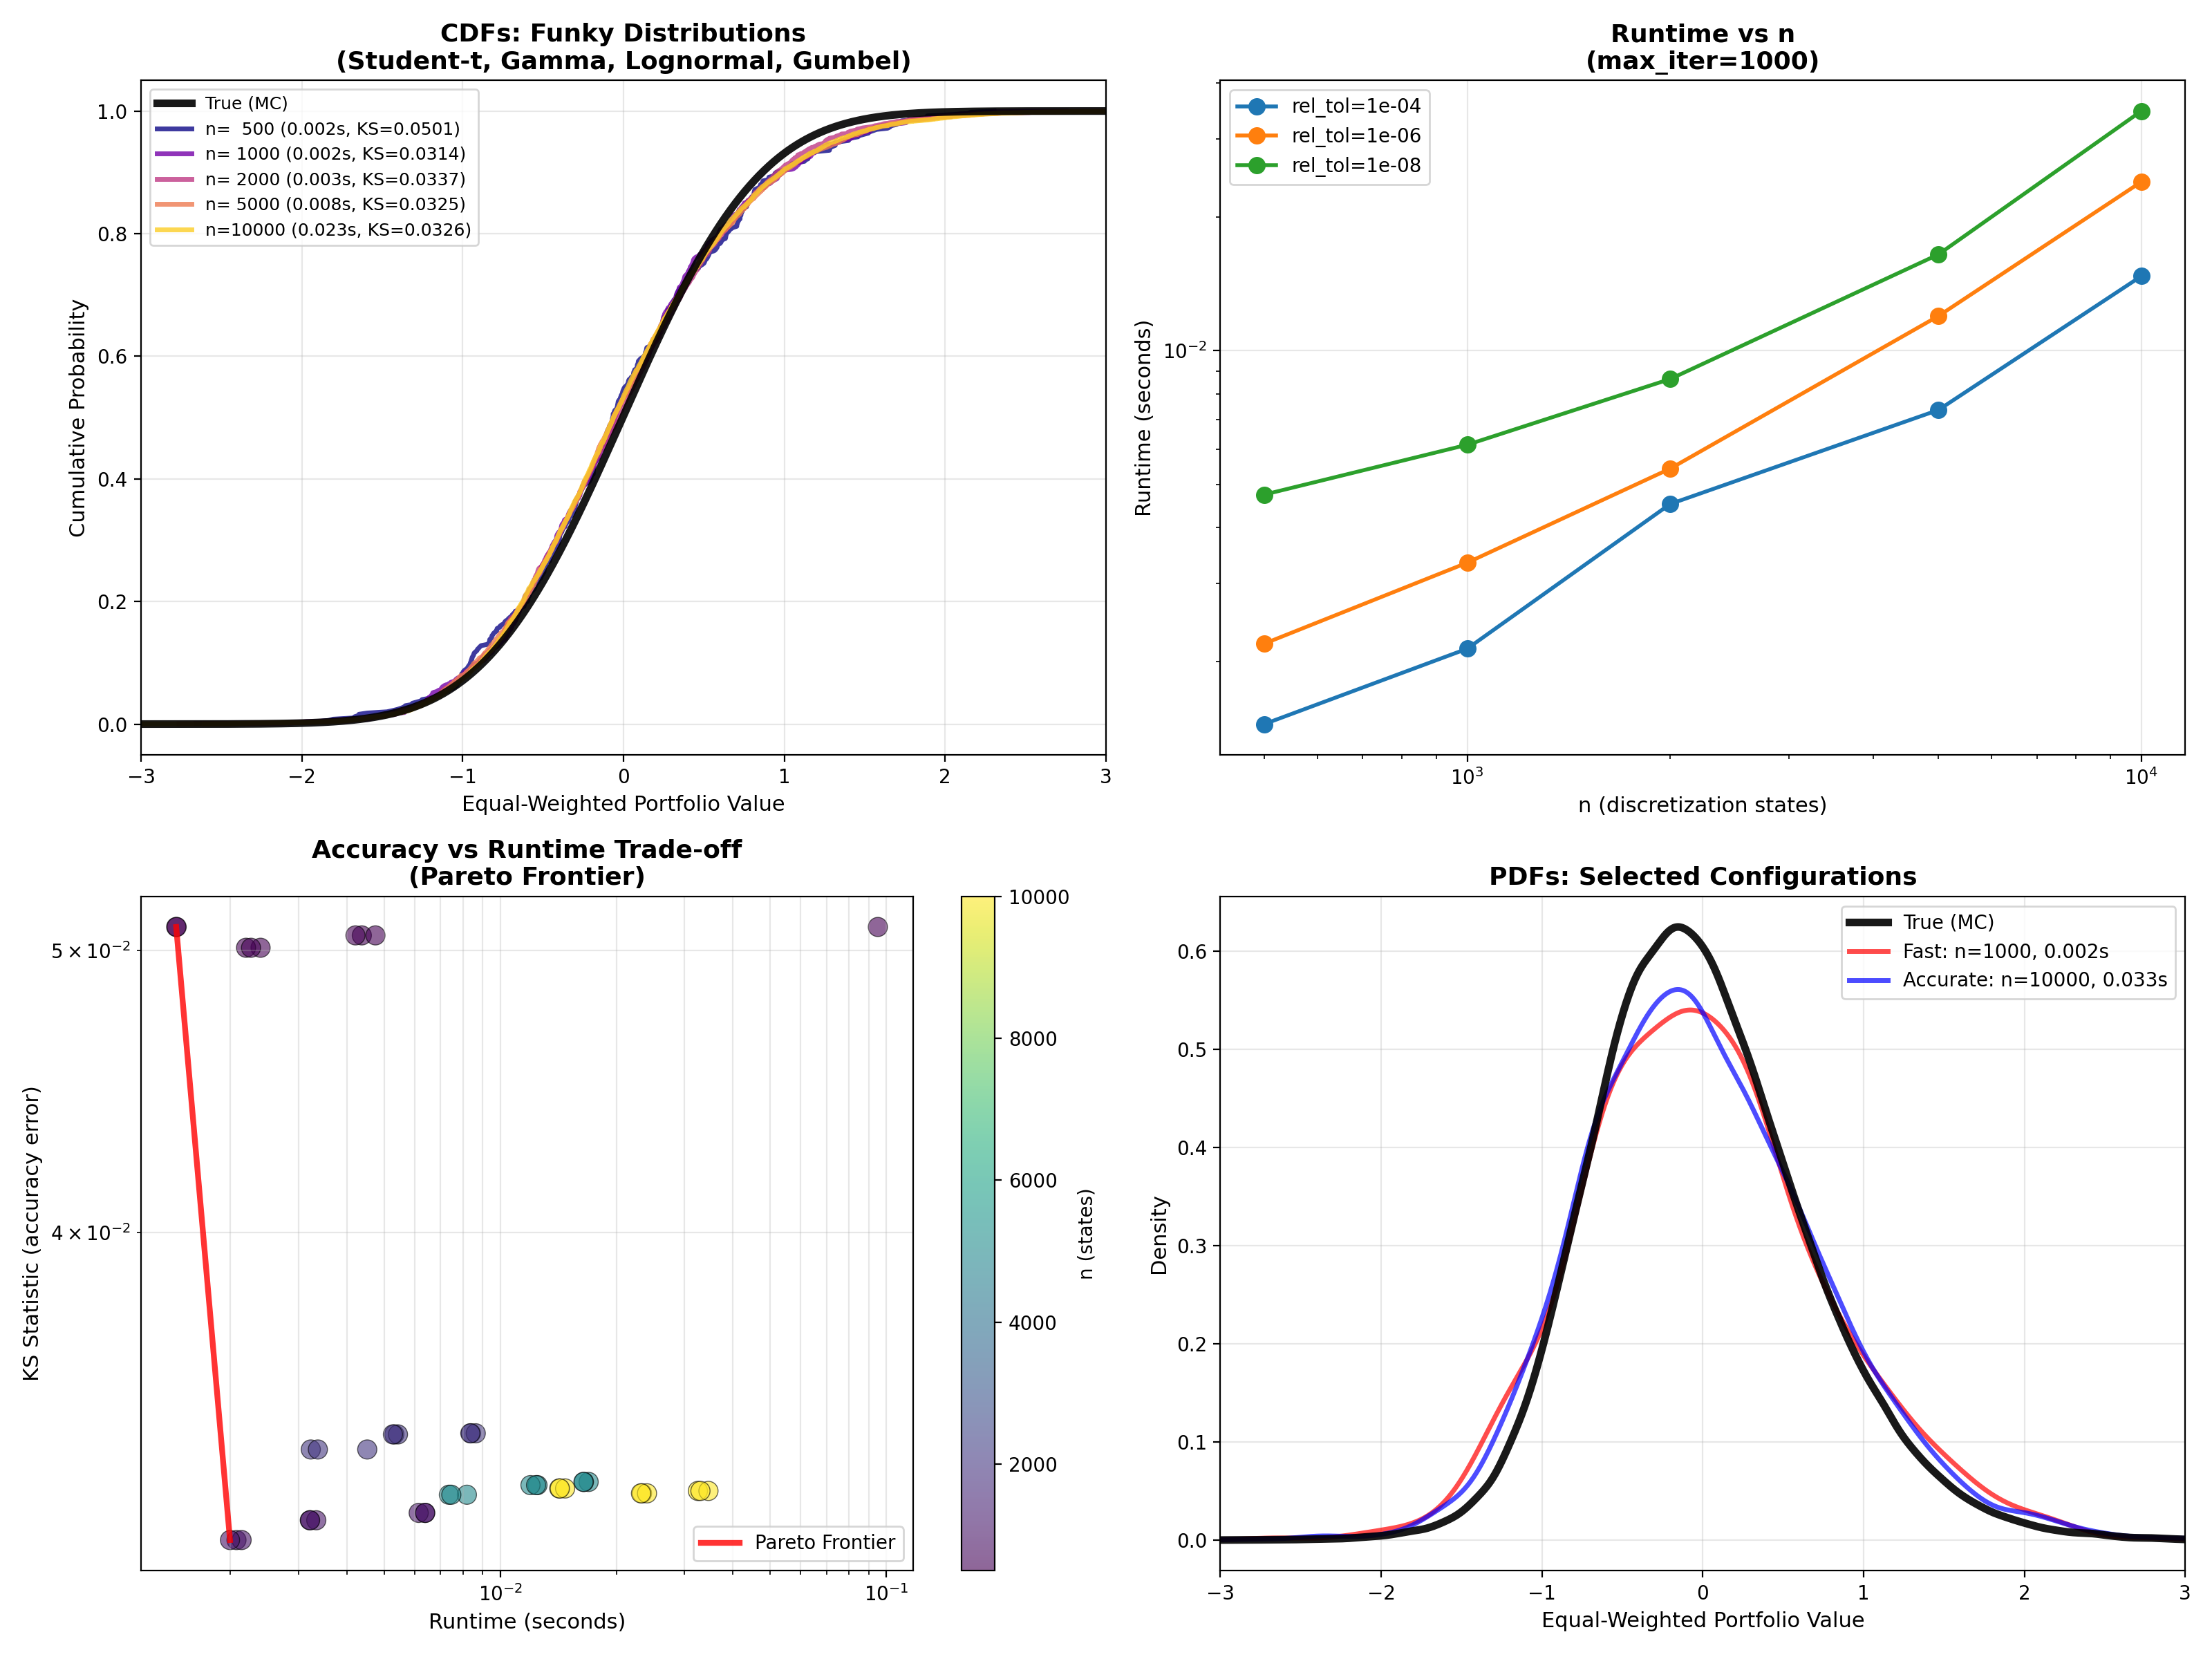 CDFs: Funky Distributions
(Student-t, Gamma, Lognormal, Gumbel)
True (MC)
n=  500 (0.002s, KS=0.0501)
n= 1000 (0.002s, KS=0.0314)
n= 2000 (0.003s, KS=0.0337)
n= 5000 (0.008s, KS=0.0325)
n=10000 (0.023s, KS=0.0326)
1.0
0.8
0.6
0.4
0.2
0.0
Cumulative Probability
−3
−2
−1
0
1
2
3
Equal-Weighted Portfolio Value
Runtime vs n
(max_iter=1000)
rel_tol=1e-04
rel_tol=1e-06
rel_tol=1e-08
10⁻²
Runtime (seconds)
10³
10⁴
n (discretization states)
Accuracy vs Runtime Trade-off
(Pareto Frontier)
5 × 10⁻²
4 × 10⁻²
KS Statistic (accuracy error)
Pareto Frontier
10⁻²
10⁻¹
Runtime (seconds)
10000
8000
6000
4000
2000
n (states)
PDFs: Selected Configurations
True (MC)
Fast: n=1000, 0.002s
Accurate: n=10000, 0.033s
0.6
0.5
0.4
0.3
0.2
0.1
0.0
Density
−3
−2
−1
0
1
2
3
Equal-Weighted Portfolio Value